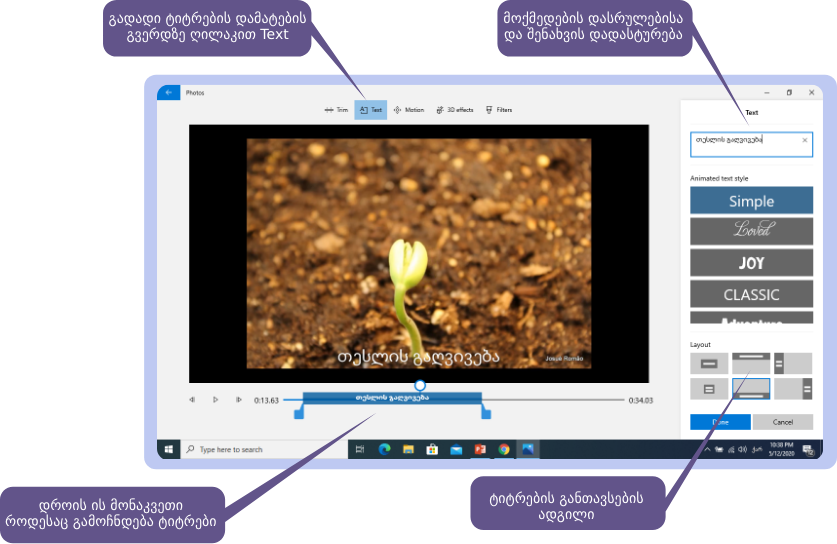 გადადი ტიტრების დამატების
გვერდზე ღილაკით Text
მოქმედების დასრულებისა
და შენახვის დადასტურება
Photos
Trim
Text
Motion
3D effects
Filters
Text
თესლის გაღვივება
Animated text style
Simple
Loved
JOY
CLASSIC
Adventure
თესლის გაღვივება
Josue Romão
Layout
თესლის გაღვივება
0:13.63
0:34.03
Done
Cancel
Type here to search
ქარ
10:30 PM
5/12/2020
დროის ის მონაკვეთი
როდესაც გამოჩნდება ტიტრები
ტიტრების განთავსების
ადგილი